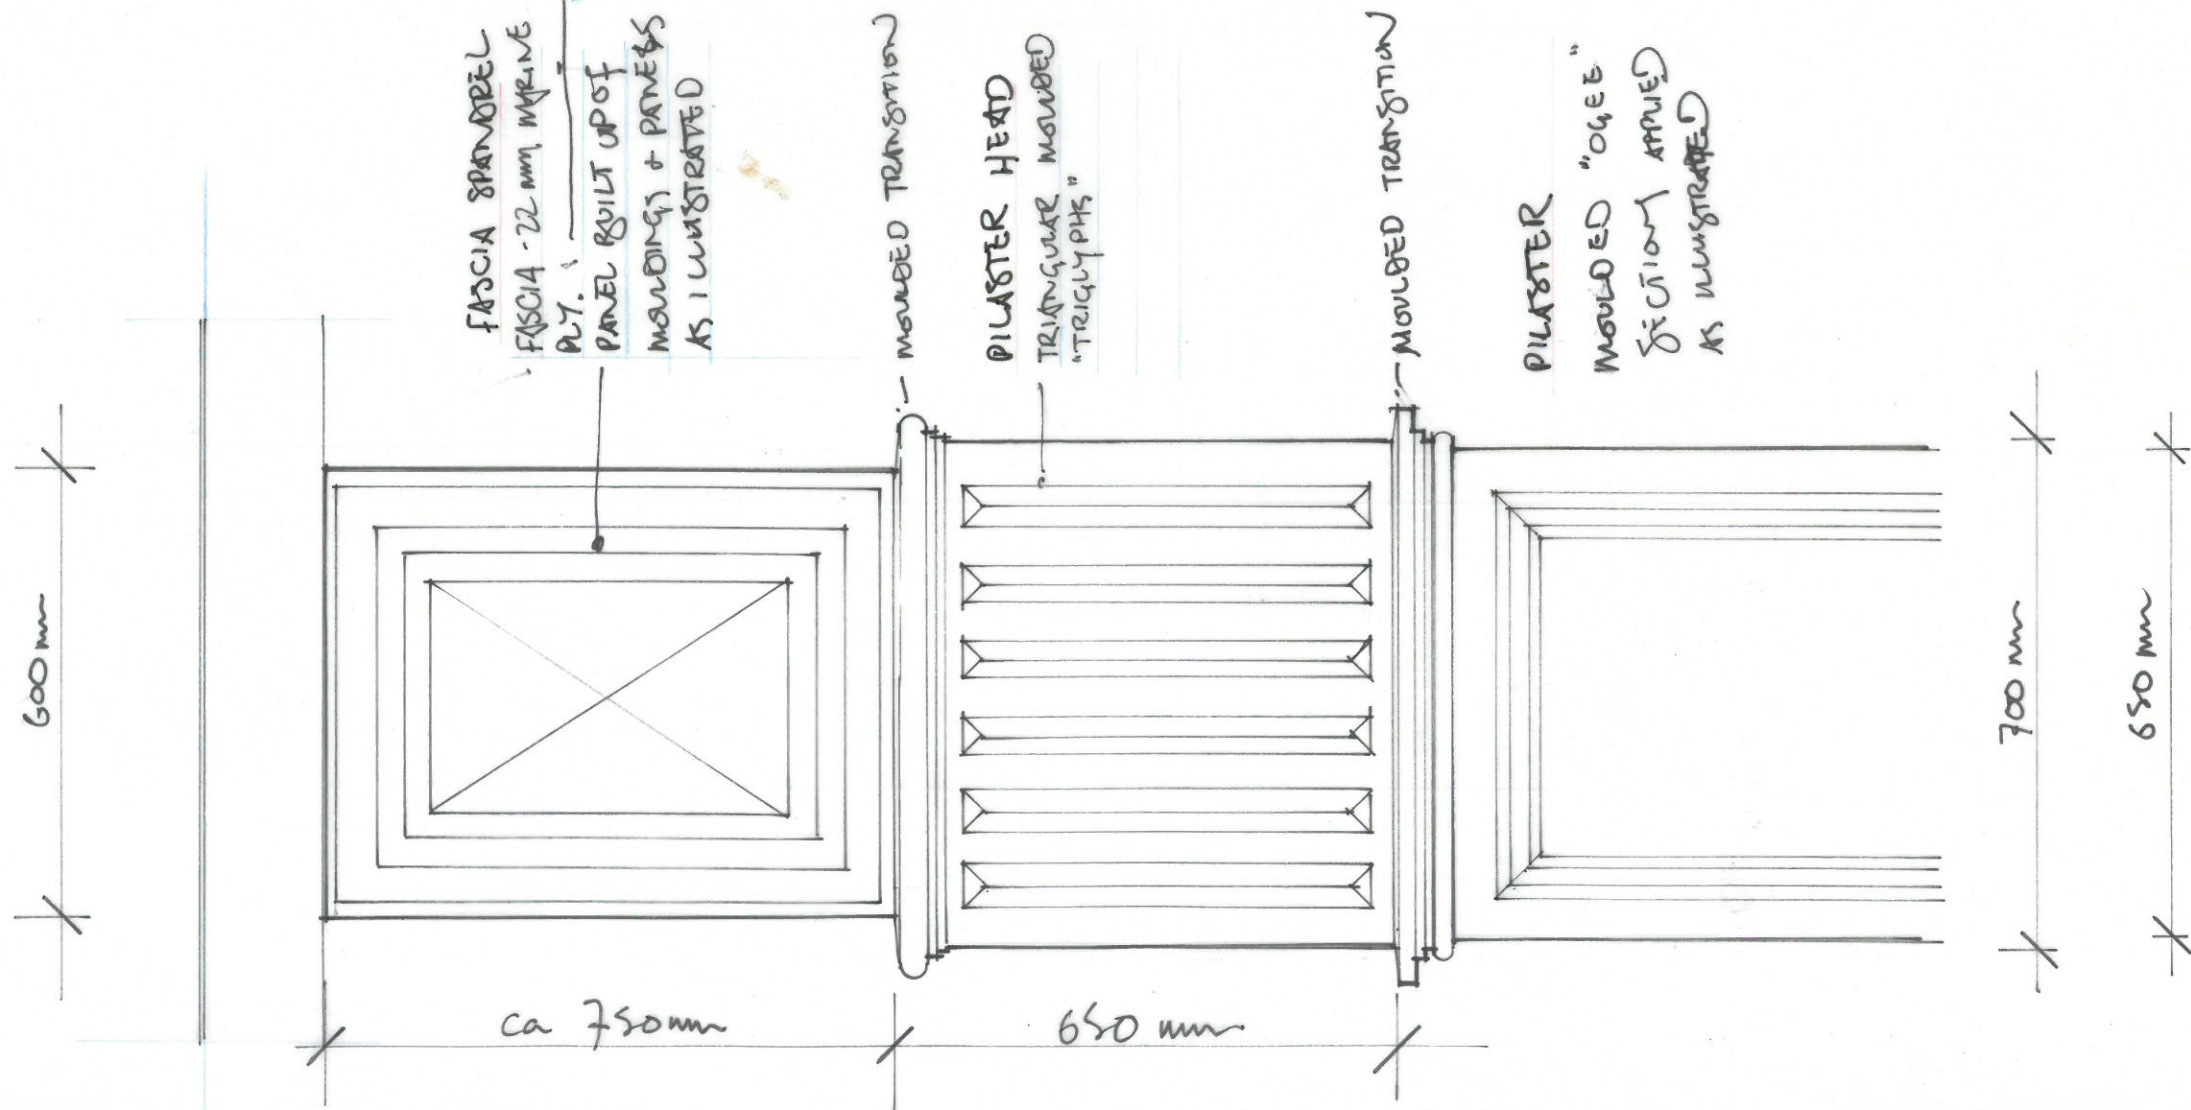 FASCIA SPANDREL
FASCIA - 22 mm MARINE
PLY.
PANEL BUILT UP OF
MOULDINGS + PANELS
AS ILLUSTRATED
MOULDED TRANSITION
PILASTER HEAD
TRIANGULAR MOULDED
"TRIGLYPHS"
MOULDED TRANSITION
PILASTER
MOULDED "OGEE"
SECTION APPLIED
AS ILLUSTRATED
600 mm
700 mm
650 mm
ca 750 mm
650 mm